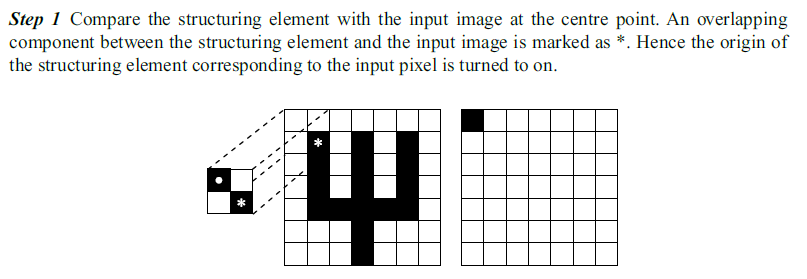 Step 1 Compare the structuring element with the input image at the centre point. An overlapping
component between the structuring element and the input image is marked as *. Hence the origin of
the structuring element corresponding to the input pixel is turned to on.
*
*